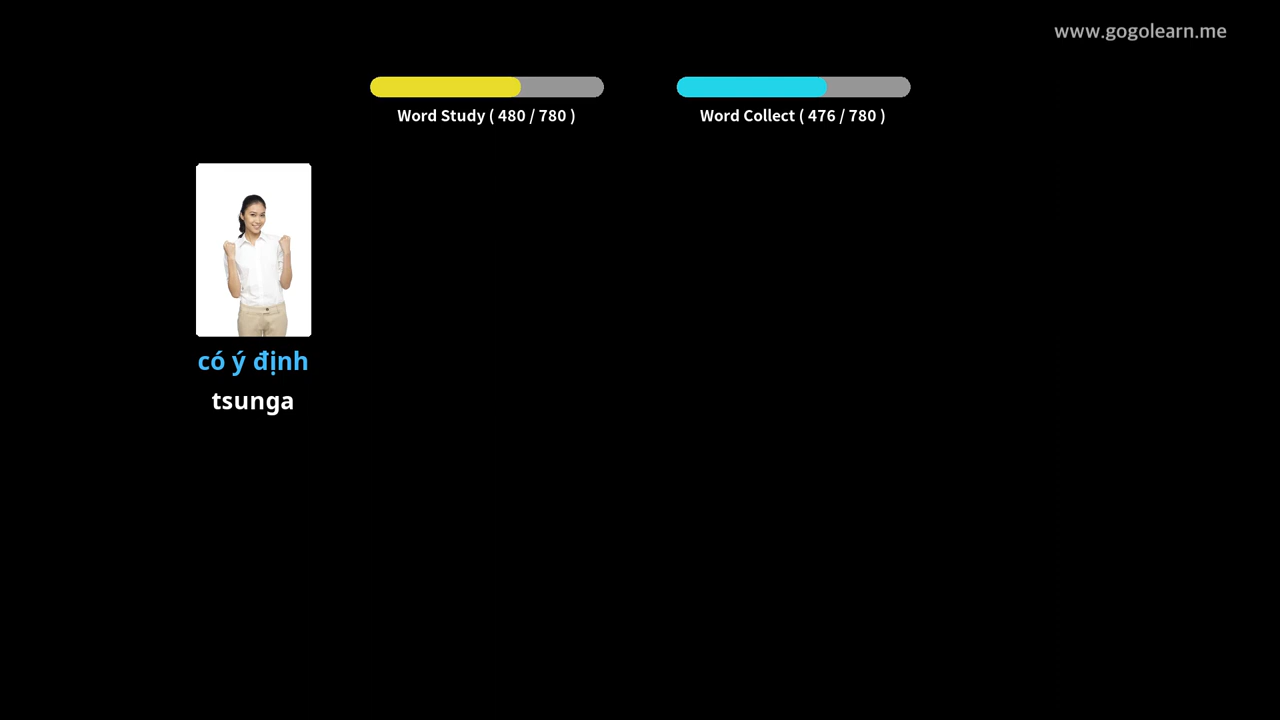 www.gogolearn.me
Word Study ( 480 / 780 )
Word Collect ( 476 / 780 )
có ý định
tsunga